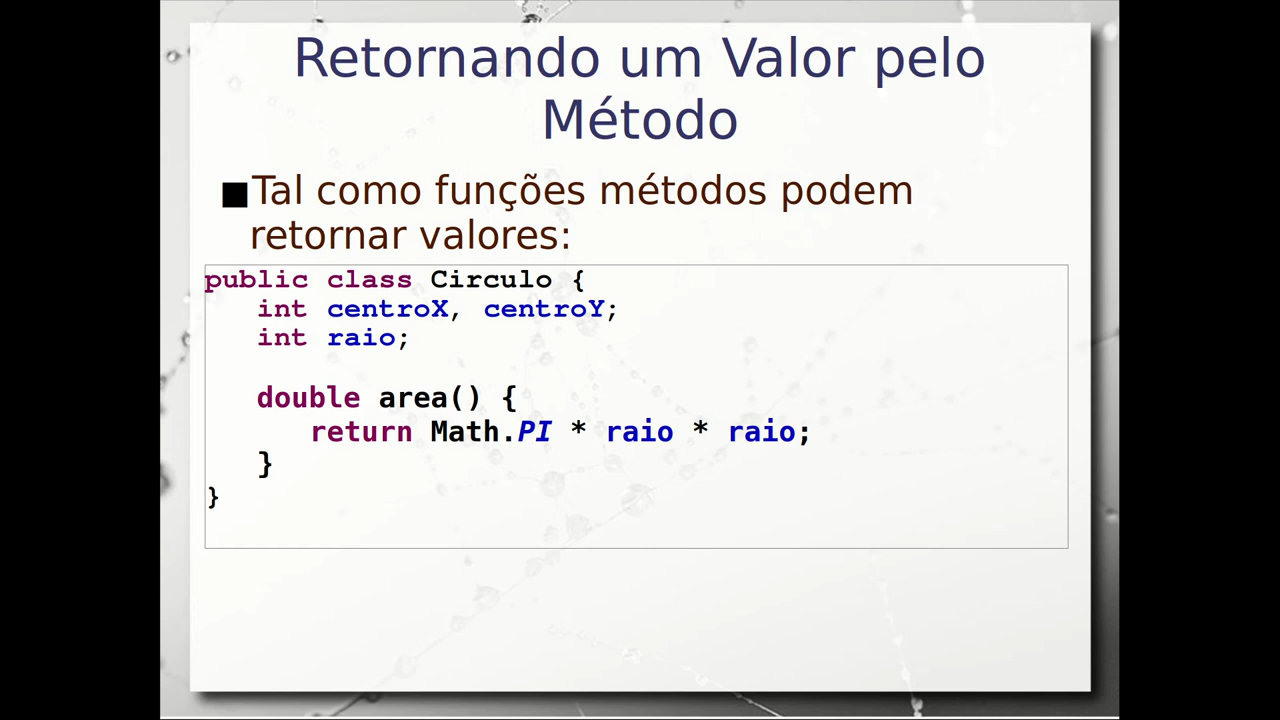 Retornando um Valor pelo
Método
■Tal como funções métodos podem
retornar valores:
public class Circulo {
   int centroX, centroY;
   int raio;
   double area() {
      return Math.PI * raio * raio;
   }
}